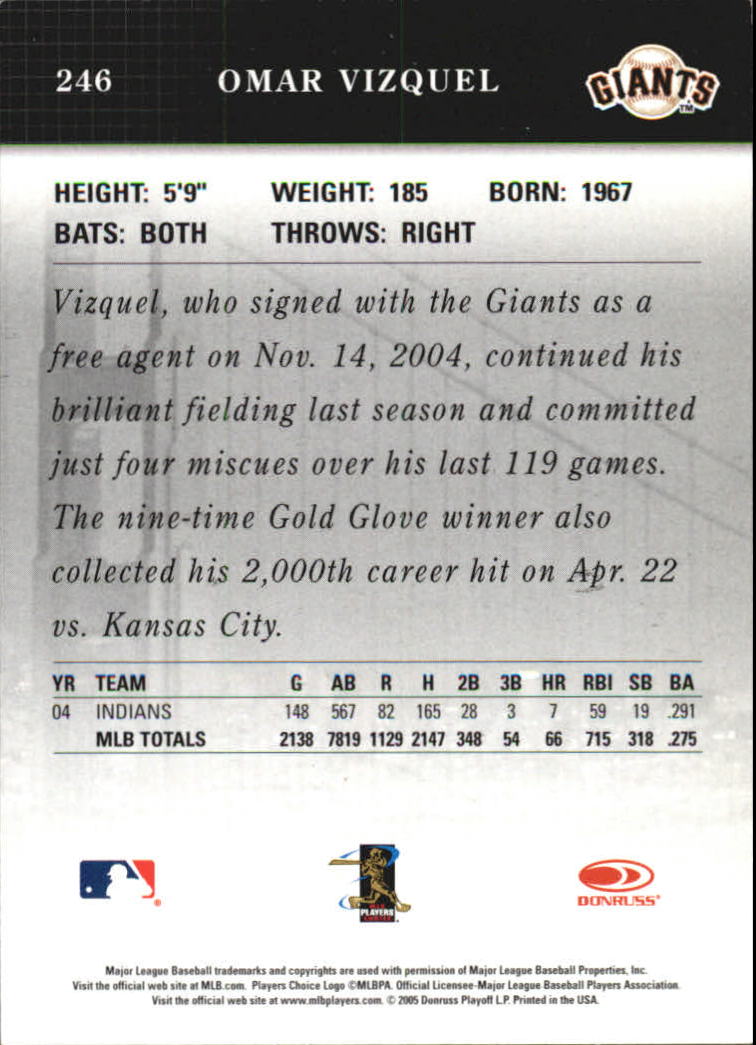 246 OMAR VIZQUEL GIANTS TM
HEIGHT: 5'9" WEIGHT: 185 BORN: 1967
BATS: BOTH THROWS: RIGHT
Vizquel, who signed with the Giants as a
free agent on Nov. 14, 2004, continued his
brilliant fielding last season and committed
just four miscues over his last 119 games.
The nine-time Gold Glove winner also
collected his 2,000th career hit on Apr. 22
vs. Kansas City.
YR TEAM G AB R H 2B 3B HR RBI SB BA
04 INDIANS 148 567 82 165 28 3 7 59 19 .291
MLB TOTALS 2138 7819 1129 2147 348 54 66 715 318 .275
PLAYERS
DONRUSS
Major League Baseball trademarks and copyrights are used with permission of Major League Baseball Properties, Inc.
Visit the official web site at MLB.com. Players Choice Logo ©MLBPA. Official Licensee-Major League Baseball Players Association.
Visit the official web site at www.mlbplayers.com. © 2005 Donruss Playoff L.P. Printed in the USA.